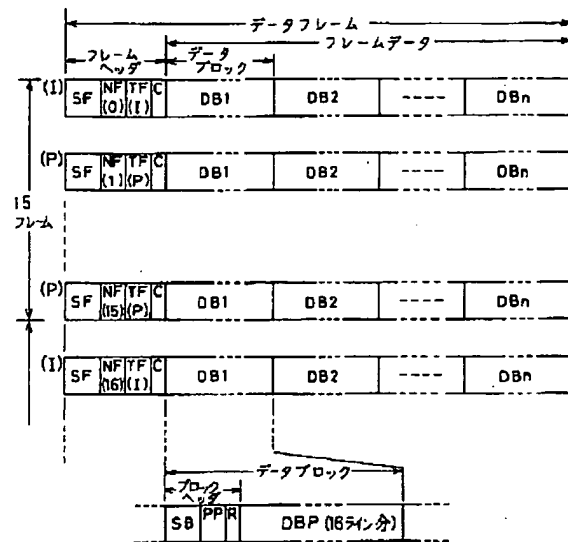 データフレーム
フレームデータ
フレームヘッダ
データブロック
(I) SF NF(0) TF(I) C DB1 DB2 DBn
(P) SF NF(1) TF(P) C DB1 DB2 DBn
15フレーム
(P) SF NF(15) TF(P) C DB1 DB2 DBn
(I) SF NF(16) TF(I) C DB1 DB2 DBn
データブロック
ブロックヘッダ
SB PP R DBP (16ライン分)